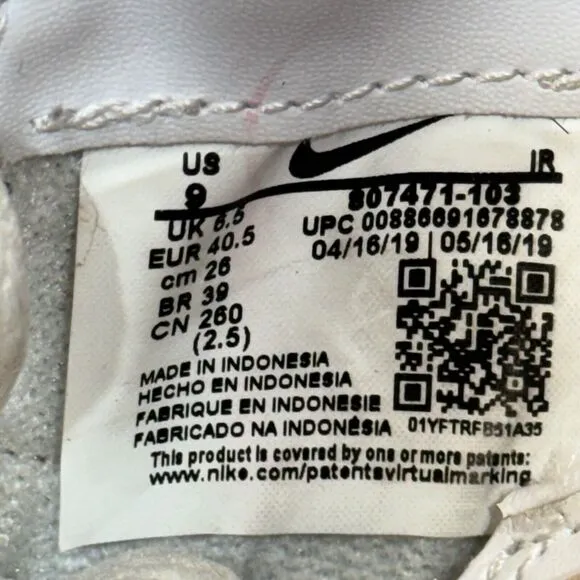 US IR
9 807471-103
UK 6.5 UPC 00886691678878
EUR 40.5 04/16/19 | 05/16/19
cm 26
BR 39
CN 260
(2.5)
MADE IN INDONESIA
HECHO EN INDONESIA
FABRIQUE EN INDONESIE
FABRICADO NA INDONÉSIA 01YFTRFB51A35
This product is covered by one or more patents:
www.nike.com/patentsvirtualmarking